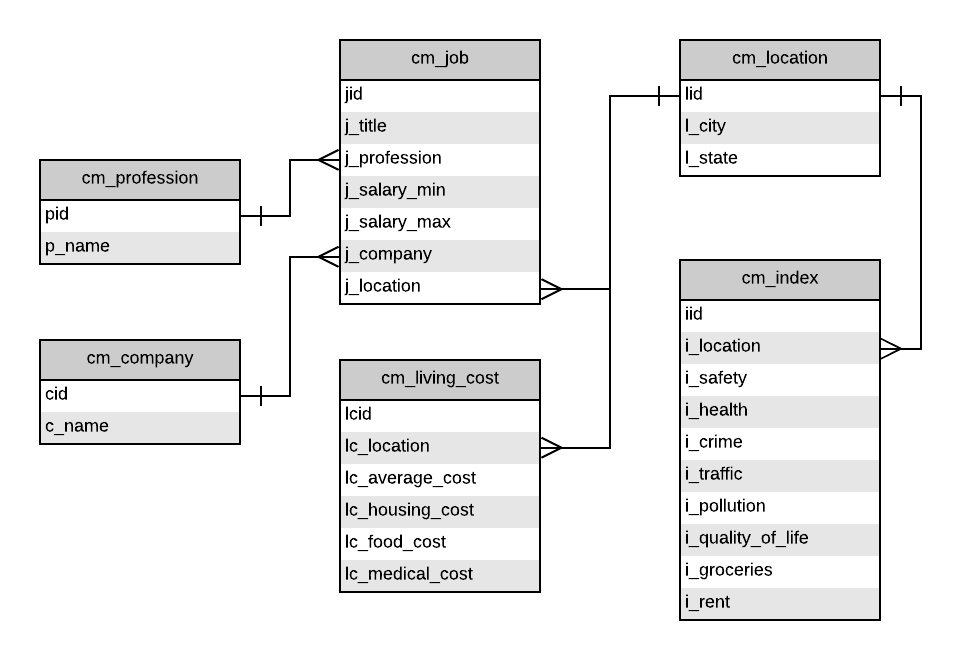 cm_job
jid
j_title
j_profession
j_salary_min
j_salary_max
j_company
j_location
cm_location
lid
l_city
l_state
cm_profession
pid
p_name
cm_company
cid
c_name
cm_living_cost
lcid
lc_location
lc_average_cost
lc_housing_cost
lc_food_cost
lc_medical_cost
cm_index
iid
i_location
i_safety
i_health
i_crime
i_traffic
i_pollution
i_quality_of_life
i_groceries
i_rent